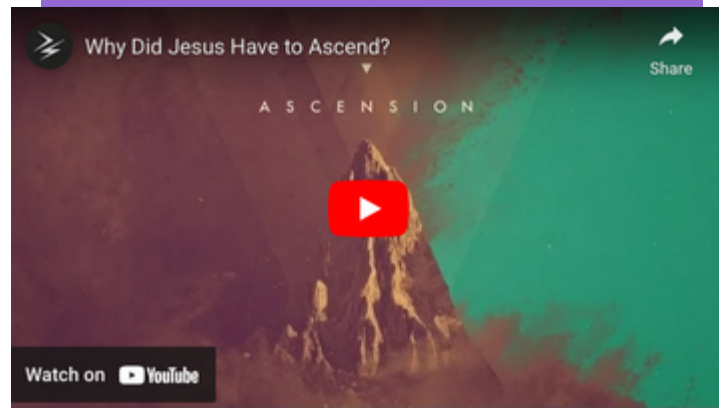 Why Did Jesus Have to Ascend?
Share
ASCENSION
Watch on YouTube